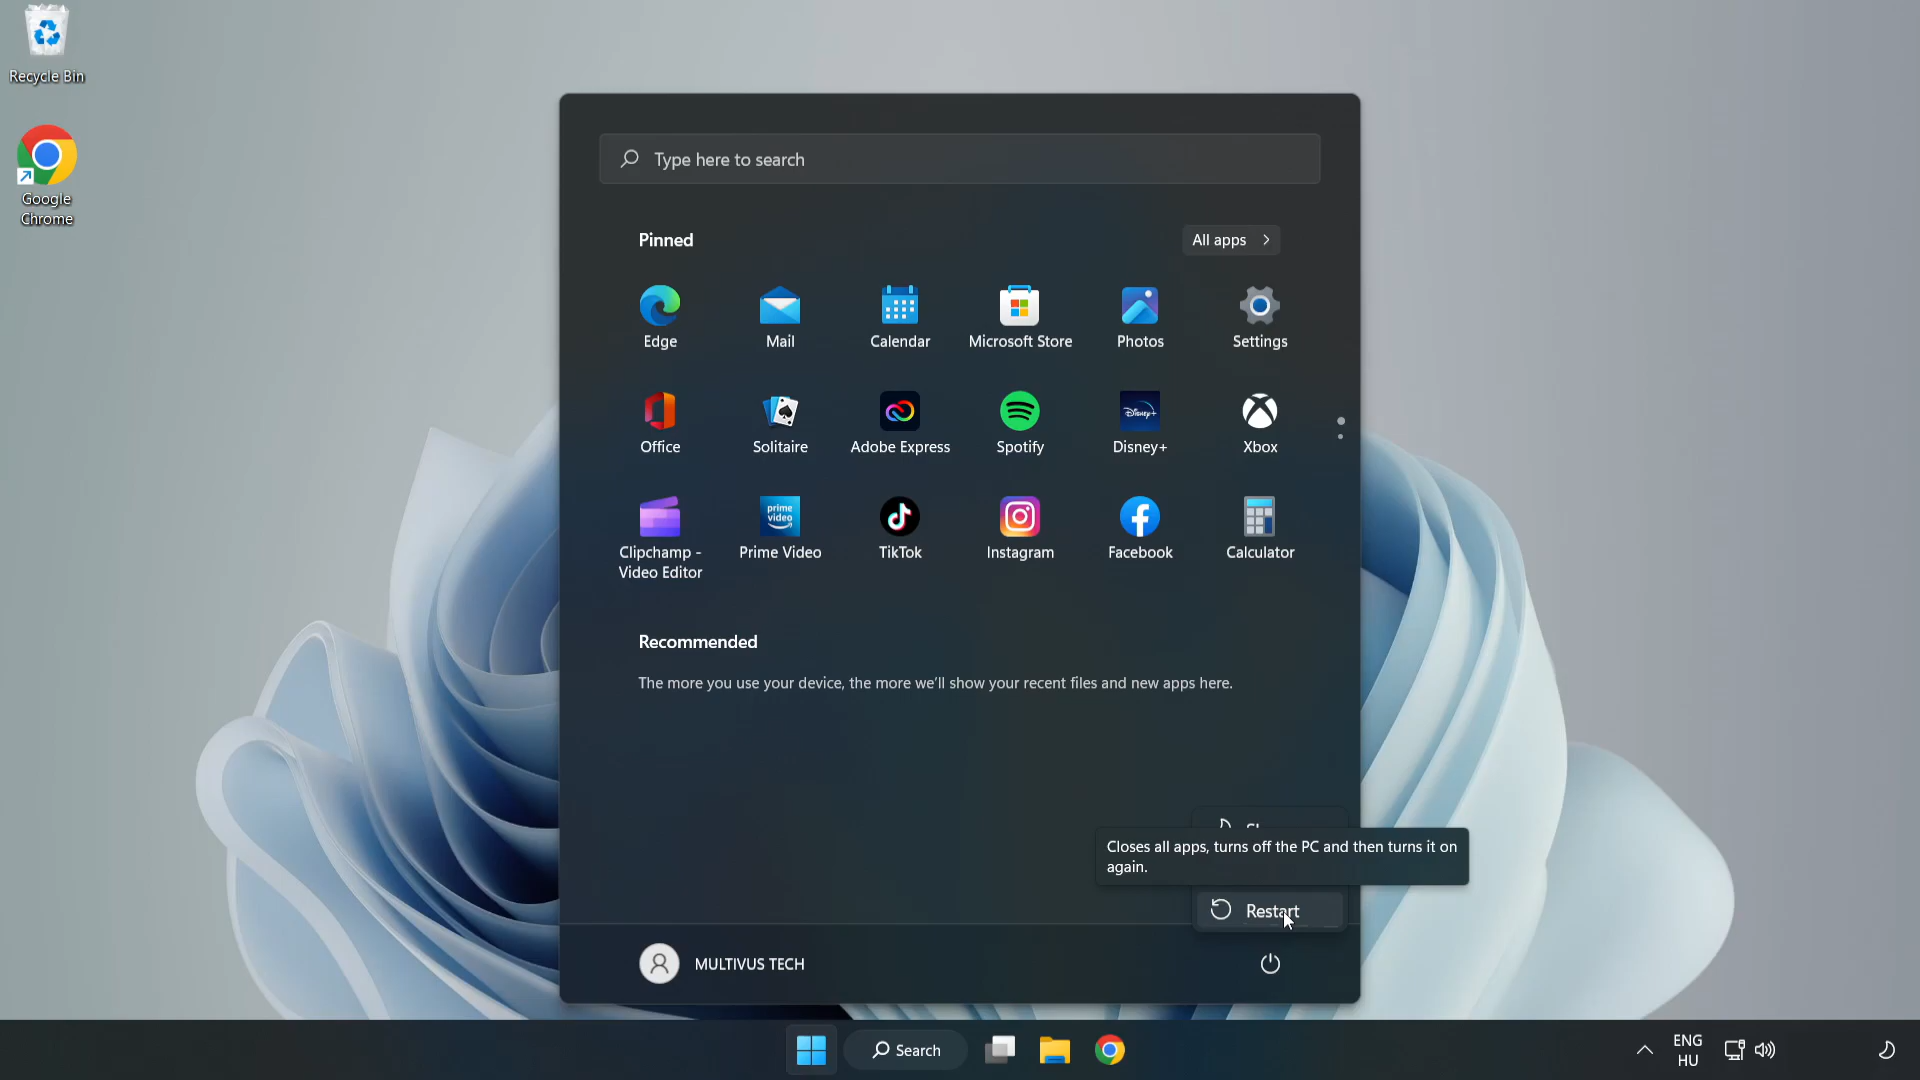 Recycle Bin
Google
Chrome
Type here to search
Pinned
All apps
Edge
Mail
Calendar
Microsoft Store
Photos
Settings
Office
Solitaire
Adobe Express
Spotify
Disney+
Disney+
Xbox
prime
video
Clipchamp -
Video Editor
Prime Video
TikTok
Instagram
Facebook
Calculator
Recommended
The more you use your device, the more we'll show your recent files and new apps here.
Closes all apps, turns off the PC and then turns it on
again.
Restart
MULTIVUS TECH
Search
ENG
HU